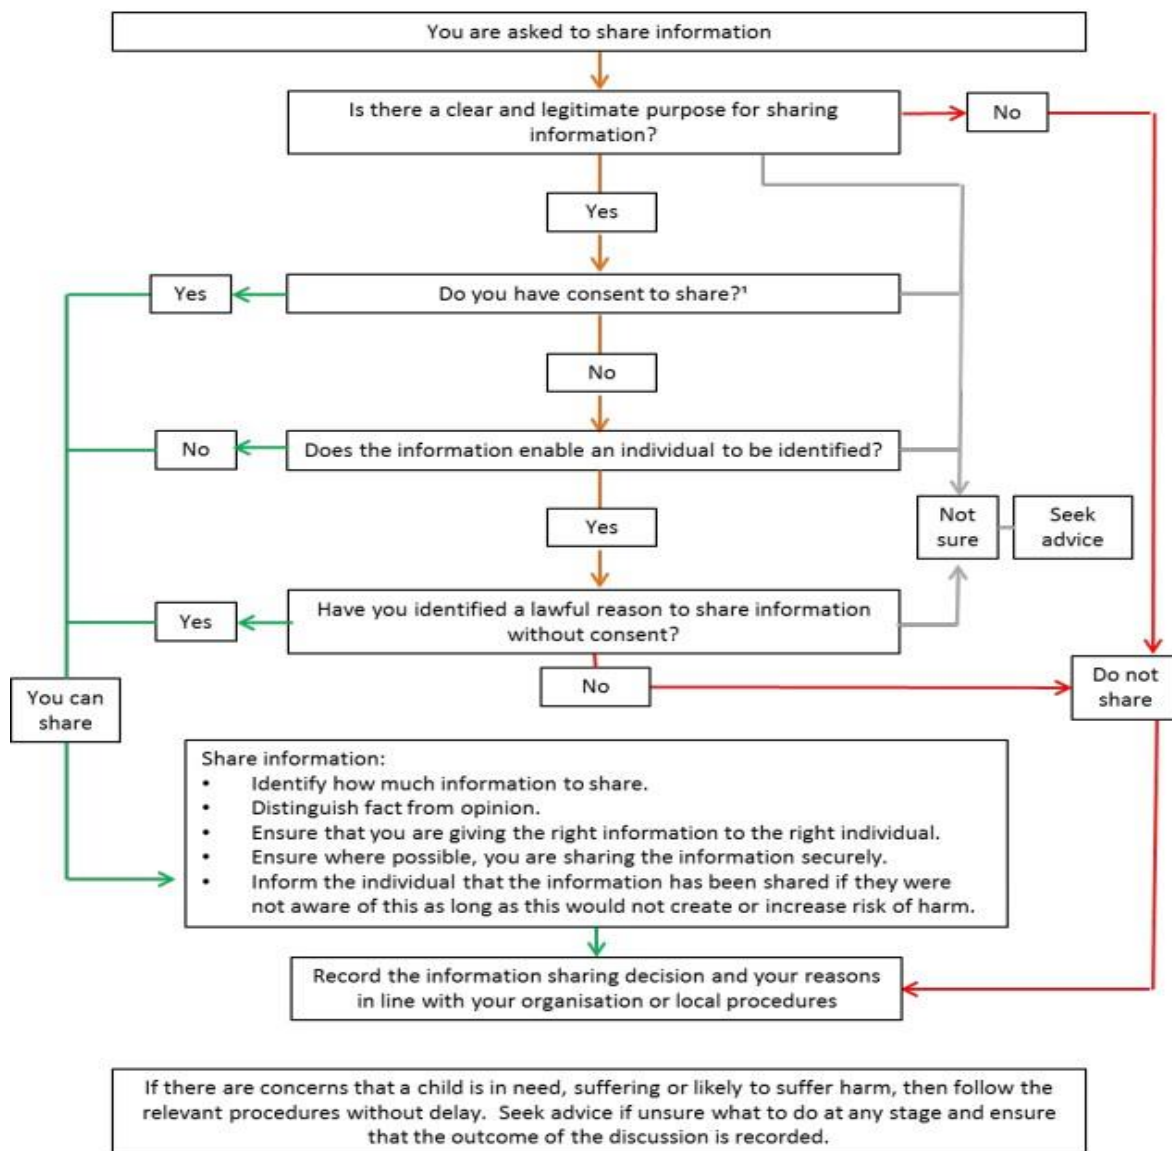 You are asked to share information
Is there a clear and legitimate purpose for sharing
information?
No
Yes
Yes
Do you have consent to share?¹
No
No
Does the information enable an individual to be identified?
Yes
Not
sure
Seek
advice
Yes
Have you identified a lawful reason to share information
without consent?
No
Do not
share
You can
share
Share information:
• Identify how much information to share.
• Distinguish fact from opinion.
• Ensure that you are giving the right information to the right individual.
• Ensure where possible, you are sharing the information securely.
• Inform the individual that the information has been shared if they were
not aware of this as long as this would not create or increase risk of harm.
Record the information sharing decision and your reasons
in line with your organisation or local procedures
If there are concerns that a child is in need, suffering or likely to suffer harm, then follow the
relevant procedures without delay. Seek advice if unsure what to do at any stage and ensure
that the outcome of the discussion is recorded.